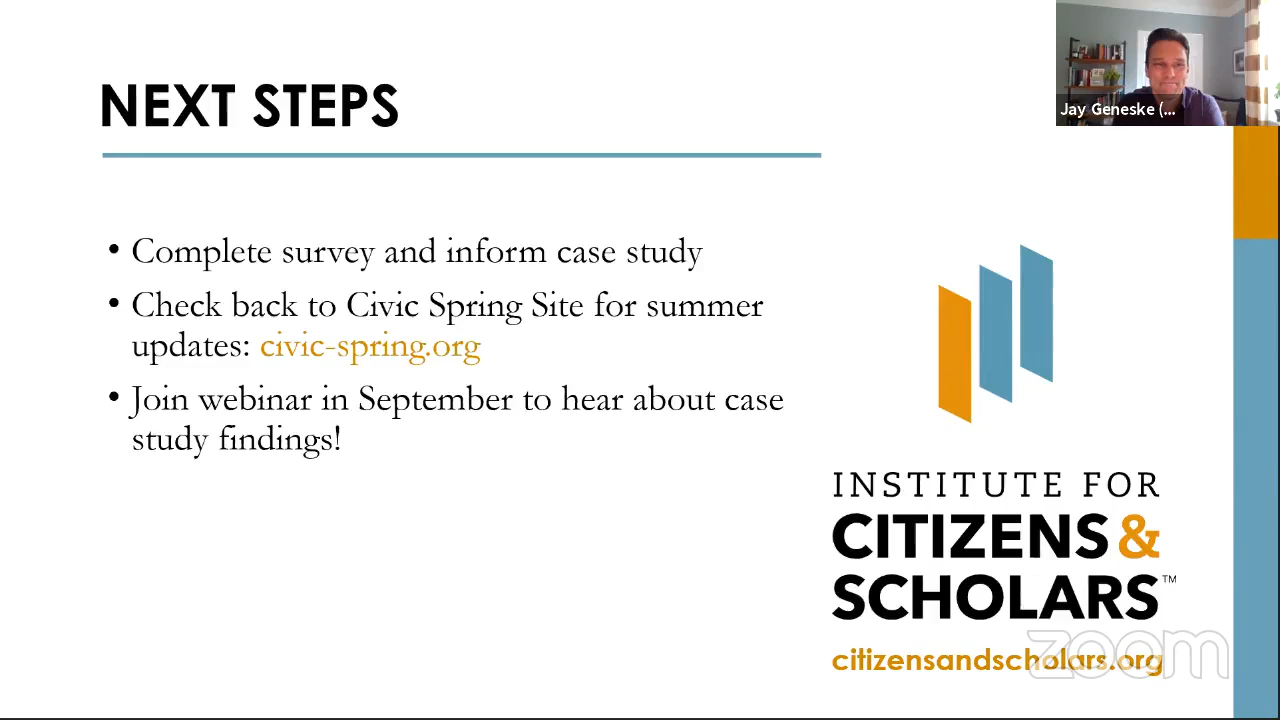 NEXT STEPS
• Complete survey and inform case study
• Check back to Civic Spring Site for summer
updates: civic-spring.org
• Join webinar in September to hear about case
study findings!
Jay Geneske (...
INSTITUTE FOR
CITIZENS &
SCHOLARS™
citizensandscholars.org
zoom